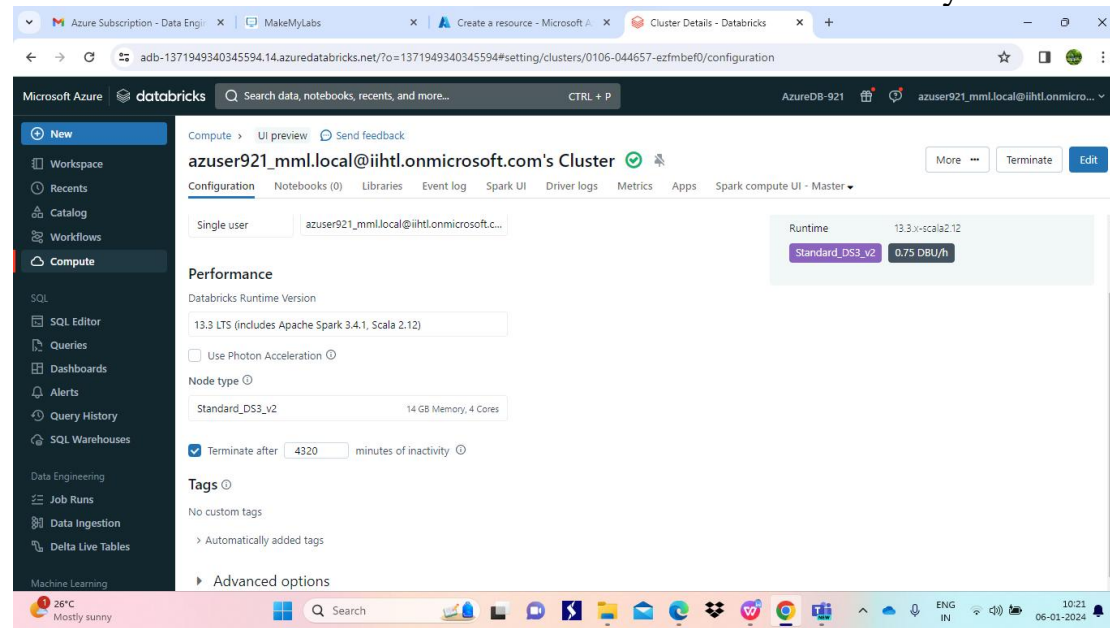 Azure Subscription - Data Engin
MakeMyLabs
Create a resource - Microsoft A
Cluster Details - Databricks
adb-1371949340345594.14.azuredatabricks.net/?o=1371949340345594#setting/clusters/0106-044657-ezfmbef0/configuration
Microsoft Azure databricks Search data, notebooks, recents, and more... CTRL + P AzureDB-921 azuser921_mml.local@iihtl.onmicro...
New
Workspace
Recents
Catalog
Workflows
Compute
SQL
SQL Editor
Queries
Dashboards
Alerts
Query History
SQL Warehouses
Data Engineering
Job Runs
Data Ingestion
Delta Live Tables
Machine Learning
Compute > UI preview Send feedback
azuser921_mml.local@iihtl.onmicrosoft.com's Cluster
More ... Terminate Edit
Configuration Notebooks (0) Libraries Event log Spark UI Driver logs Metrics Apps Spark compute UI - Master
Single user azuser921_mml.local@iihtl.onmicrosoft.c...
Performance
Databricks Runtime Version
13.3 LTS (includes Apache Spark 3.4.1, Scala 2.12)
Use Photon Acceleration
Node type
Standard_DS3_v2 14 GB Memory, 4 Cores
Terminate after 4320 minutes of inactivity
Tags
No custom tags
Automatically added tags
Advanced options
Runtime 13.3.x-scala2.12
Standard_DS3_v2 0.75 DBU/h
26°C
Mostly sunny
Search
ENG
IN
10:21
06-01-2024